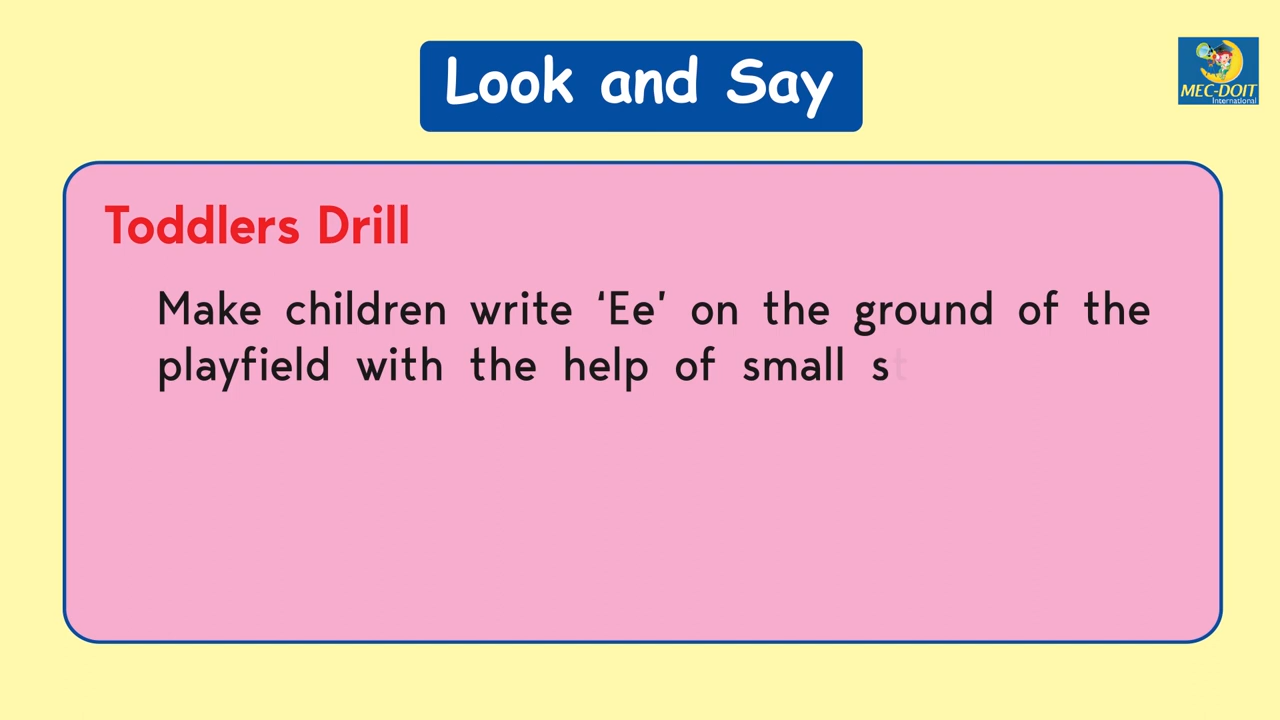 Look and Say
MEC-DOIT
International
Toddlers Drill
Make children write ‘Ee’ on the ground of the
playfield with the help of small st